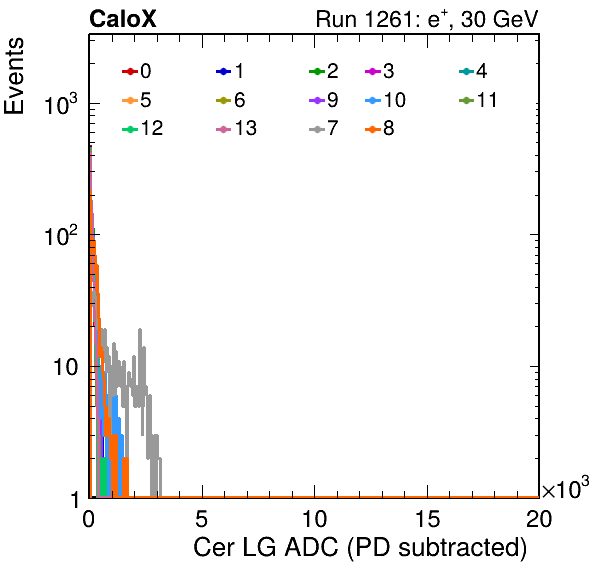 CaloX Run 1261: e⁺, 30 GeV
Events
0 1 2 3 4
5 6 9 10 11
12 13 7 8
10³
10²
10
1
0 5 10 15 20 ×10³
Cer LG ADC (PD subtracted)